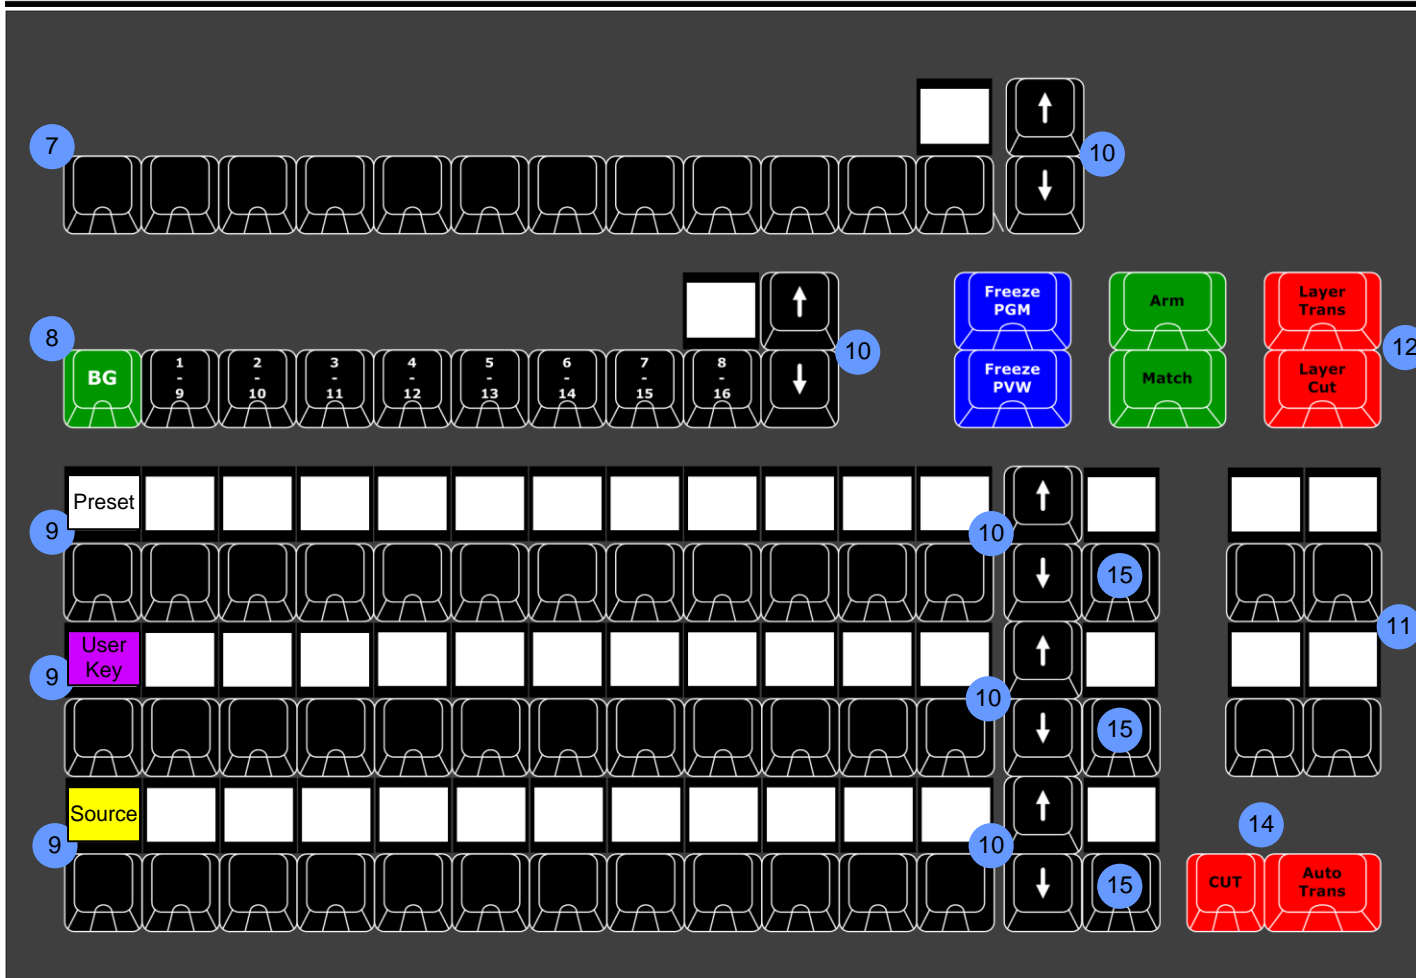 7
10
8
BG
1
-
9
2
-
10
3
-
11
4
-
12
5
-
13
6
-
14
7
-
15
8
-
16
10
Freeze
PGM
Freeze
PVW
Arm
Match
Layer
Trans
Layer
Cut
12
Preset
9
10
15
11
User
Key
9
10
15
Source
9
10
15
14
CUT
Auto
Trans